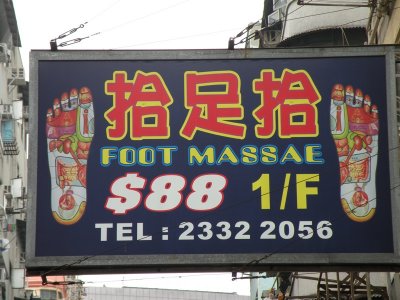 拾足拾
FOOT MASSAE
$88 1/F
TEL : 2332 2056